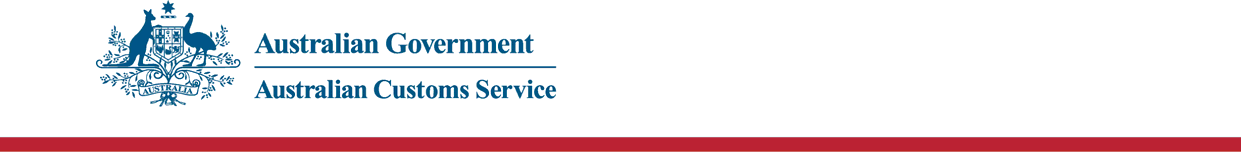 Australian Government
Australian Customs Service
AUSTRALIA